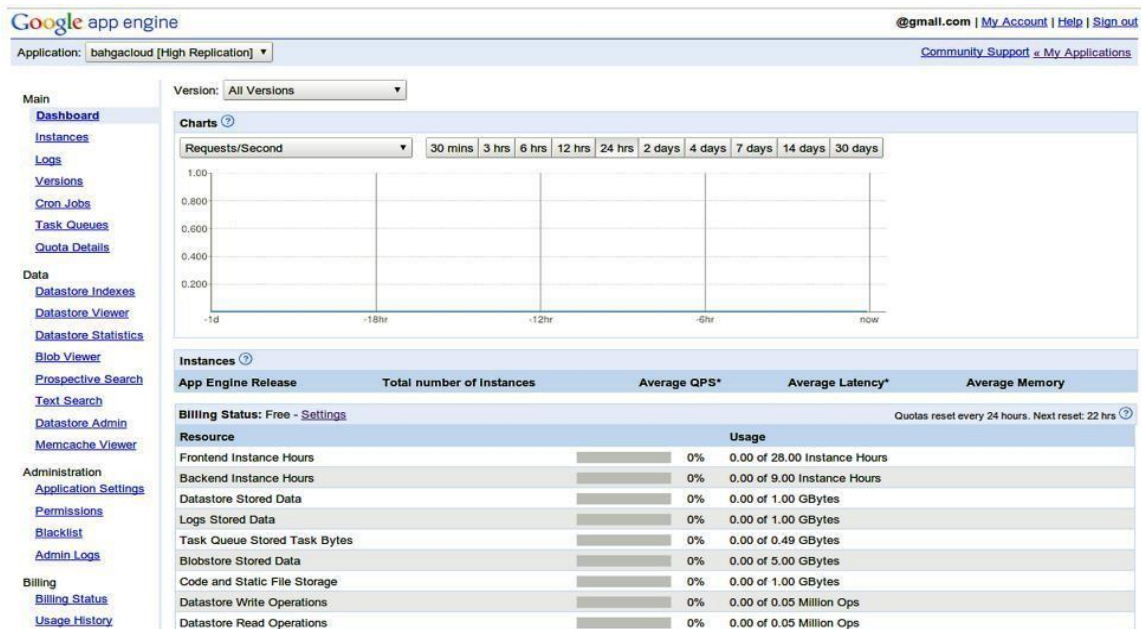 Google app engine
@gmail.com | My Account | Help | Sign out
Application: bahgacloud [High Replication] ▼
Community Support « My Applications
Main
Dashboard
Instances
Logs
Versions
Cron Jobs
Task Queues
Quota Details
Data
Datastore Indexes
Datastore Viewer
Datastore Statistics
Blob Viewer
Prospective Search
Text Search
Datastore Admin
Memcache Viewer
Administration
Application Settings
Permissions
Blacklist
Admin Logs
Billing
Billing Status
Usage History
Version: All Versions ▼
Charts ?
Requests/Second ▼ 30 mins 3 hrs 6 hrs 12 hrs 24 hrs 2 days 4 days 7 days 14 days 30 days
1.00
0.800
0.600
0.400
0.200
-1d -18hr -12hr -6hr now
Instances ?
App Engine Release Total number of Instances Average QPS* Average Latency* Average Memory
Billing Status: Free - Settings Quotas reset every 24 hours. Next reset: 22 hrs ?
Resource Usage
Frontend Instance Hours 0% 0.00 of 28.00 Instance Hours
Backend Instance Hours 0% 0.00 of 9.00 Instance Hours
Datastore Stored Data 0% 0.00 of 1.00 GBytes
Logs Stored Data 0% 0.00 of 1.00 GBytes
Task Queue Stored Task Bytes 0% 0.00 of 0.49 GBytes
Blobstore Stored Data 0% 0.00 of 5.00 GBytes
Code and Static File Storage 0% 0.00 of 1.00 GBytes
Datastore Write Operations 0% 0.00 of 0.05 Million Ops
Datastore Read Operations 0% 0.00 of 0.05 Million Ops